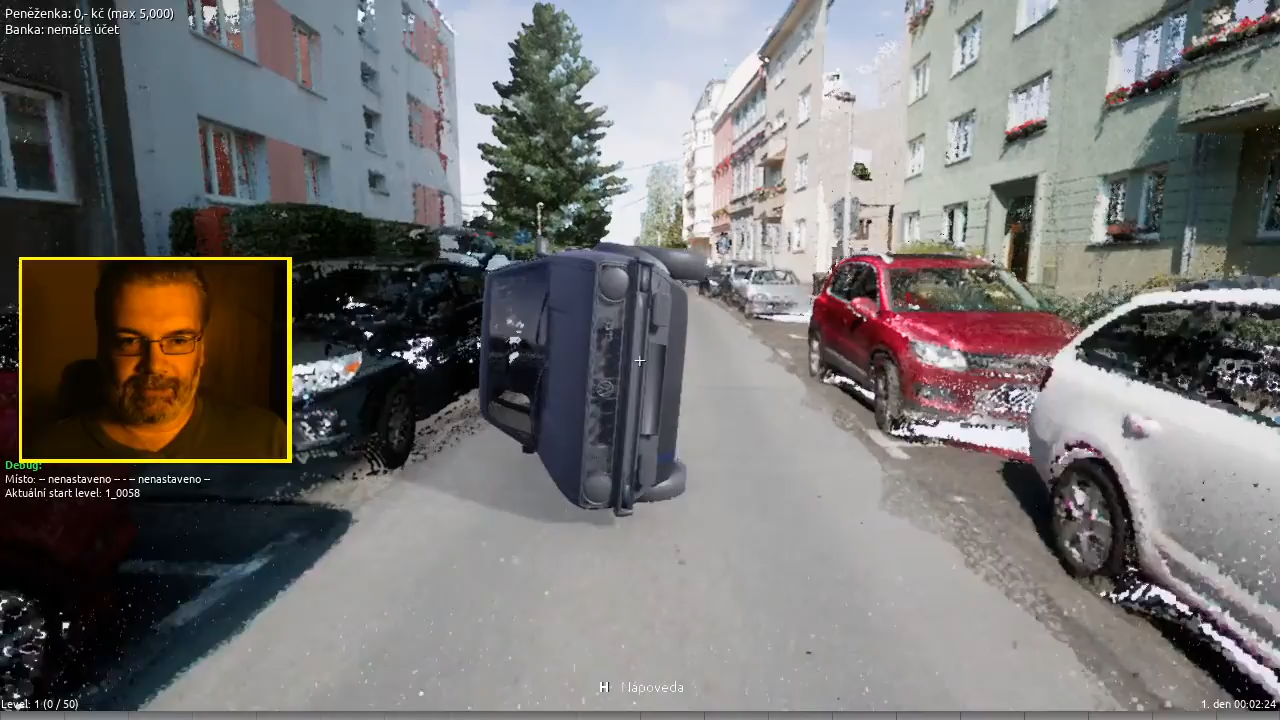 Peněženka: 0,- kč (max 5,000)
Banka: nemáte účet
Debug:
Místo: -- nenastaveno -- - -- nenastaveno --
Aktuální start level: 1_0058
H Nápověda
Level: 1 (0 / 50)
1. den 00:02:24